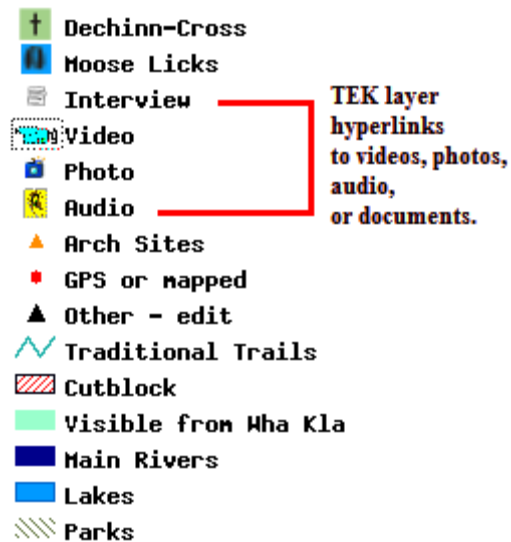 Dechinn-Cross
Moose Licks
Interview
Video
Photo
Audio
Arch Sites
GPS or mapped
Other - edit
Traditional Trails
Cutblock
Visible from Wha Kla
Main Rivers
Lakes
Parks
TEK layer
hyperlinks
to videos, photos,
audio,
or documents.